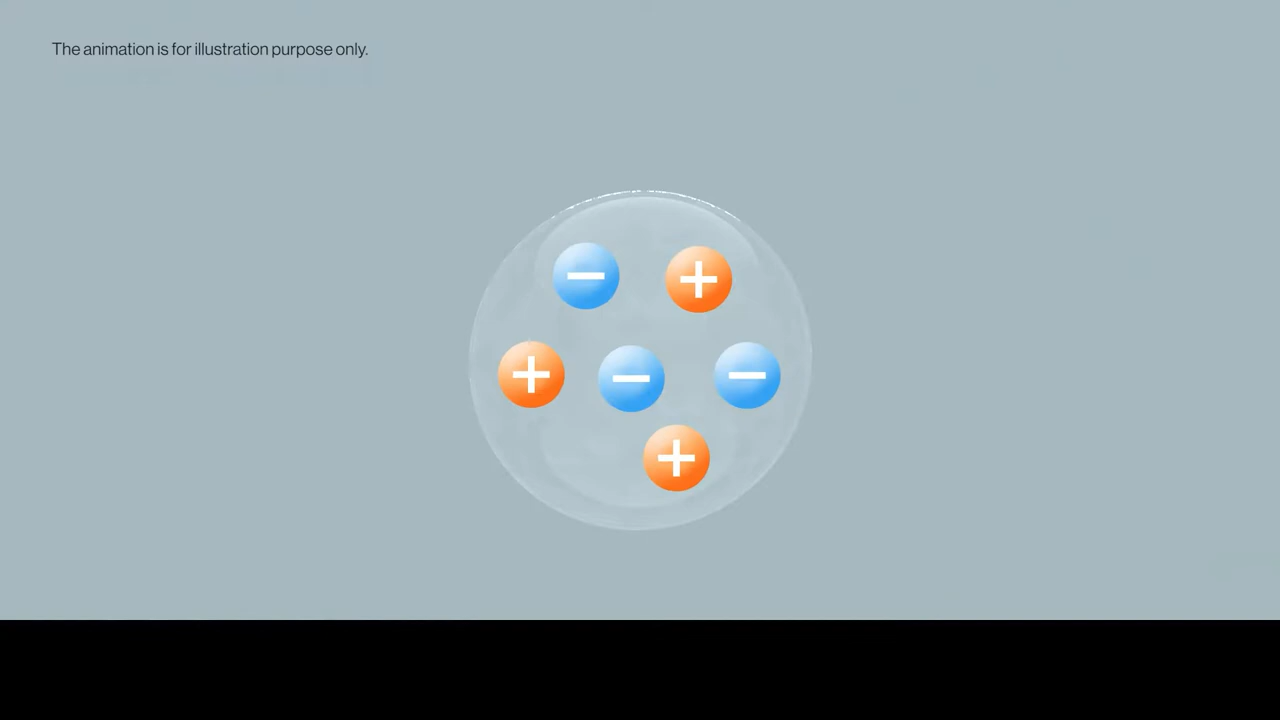 The animation is for illustration purpose only.
− +
+ − −
+